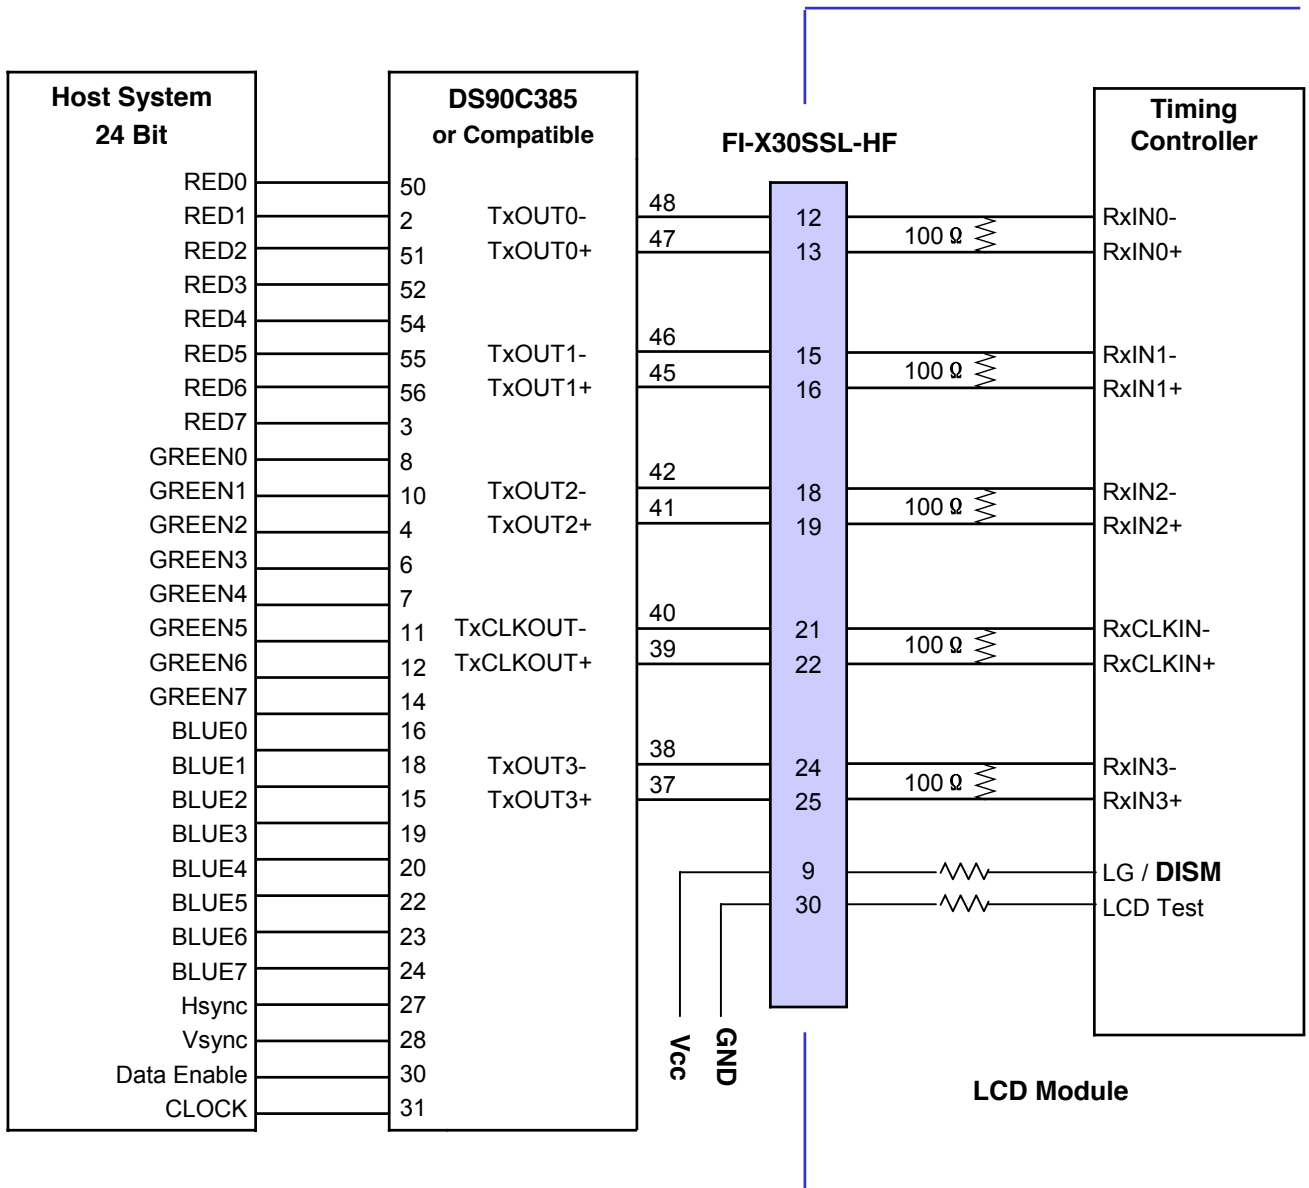 Host System
24 Bit
RED0
RED1
RED2
RED3
RED4
RED5
RED6
RED7
GREEN0
GREEN1
GREEN2
GREEN3
GREEN4
GREEN5
GREEN6
GREEN7
BLUE0
BLUE1
BLUE2
BLUE3
BLUE4
BLUE5
BLUE6
BLUE7
Hsync
Vsync
Data Enable
CLOCK
DS90C385
or Compatible
50
2
51
52
54
55
56
3
8
10
4
6
7
11
12
14
16
18
15
19
20
22
23
24
27
28
30
31
TxOUT0-
TxOUT0+
TxOUT1-
TxOUT1+
TxOUT2-
TxOUT2+
TxCLKOUT-
TxCLKOUT+
TxOUT3-
TxOUT3+
48
47
46
45
42
41
40
39
38
37
Vcc
GND
FI-X30SSL-HF
12
13
15
16
18
19
21
22
24
25
9
30
100 Ω
100 Ω
100 Ω
100 Ω
100 Ω
Timing
Controller
RxIN0-
RxIN0+
RxIN1-
RxIN1+
RxIN2-
RxIN2+
RxCLKIN-
RxCLKIN+
RxIN3-
RxIN3+
LG / DISM
LCD Test
LCD Module